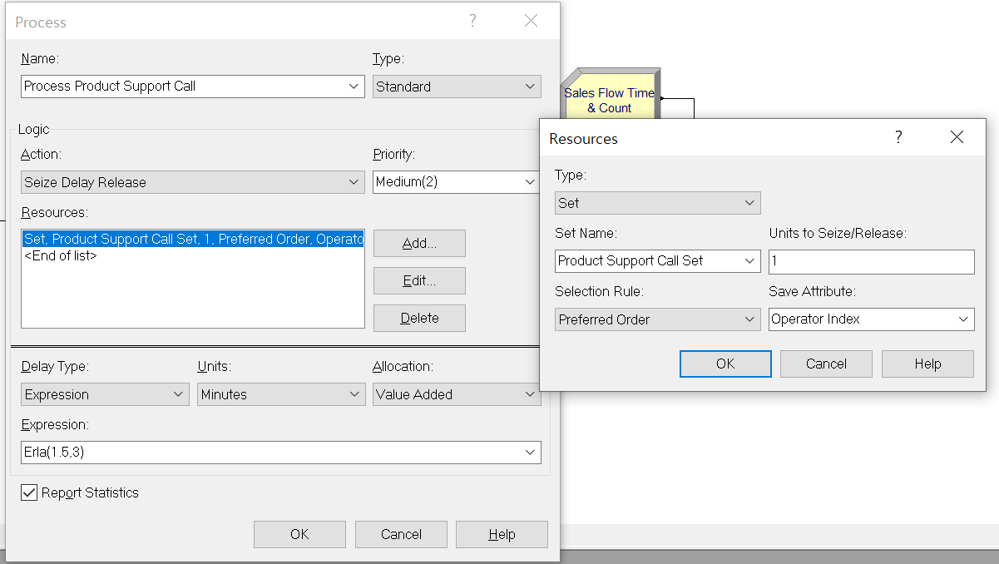 Process
?
Name:
Type:
Process Product Support Call
Standard
Logic
Action:
Priority:
Seize Delay Release
Medium(2)
Resources:
Set, Product Support Call Set, 1, Preferred Order, Operato
<End of list>
Add...
Edit...
Delete
Delay Type:
Units:
Allocation:
Expression
Minutes
Value Added
Expression:
Erla(1.5,3)
Report Statistics
OK
Cancel
Help
Sales Flow Time
& Count
Resources
?
Type:
Set
Set Name:
Units to Seize/Release:
Product Support Call Set
1
Selection Rule:
Save Attribute:
Preferred Order
Operator Index
OK
Cancel
Help